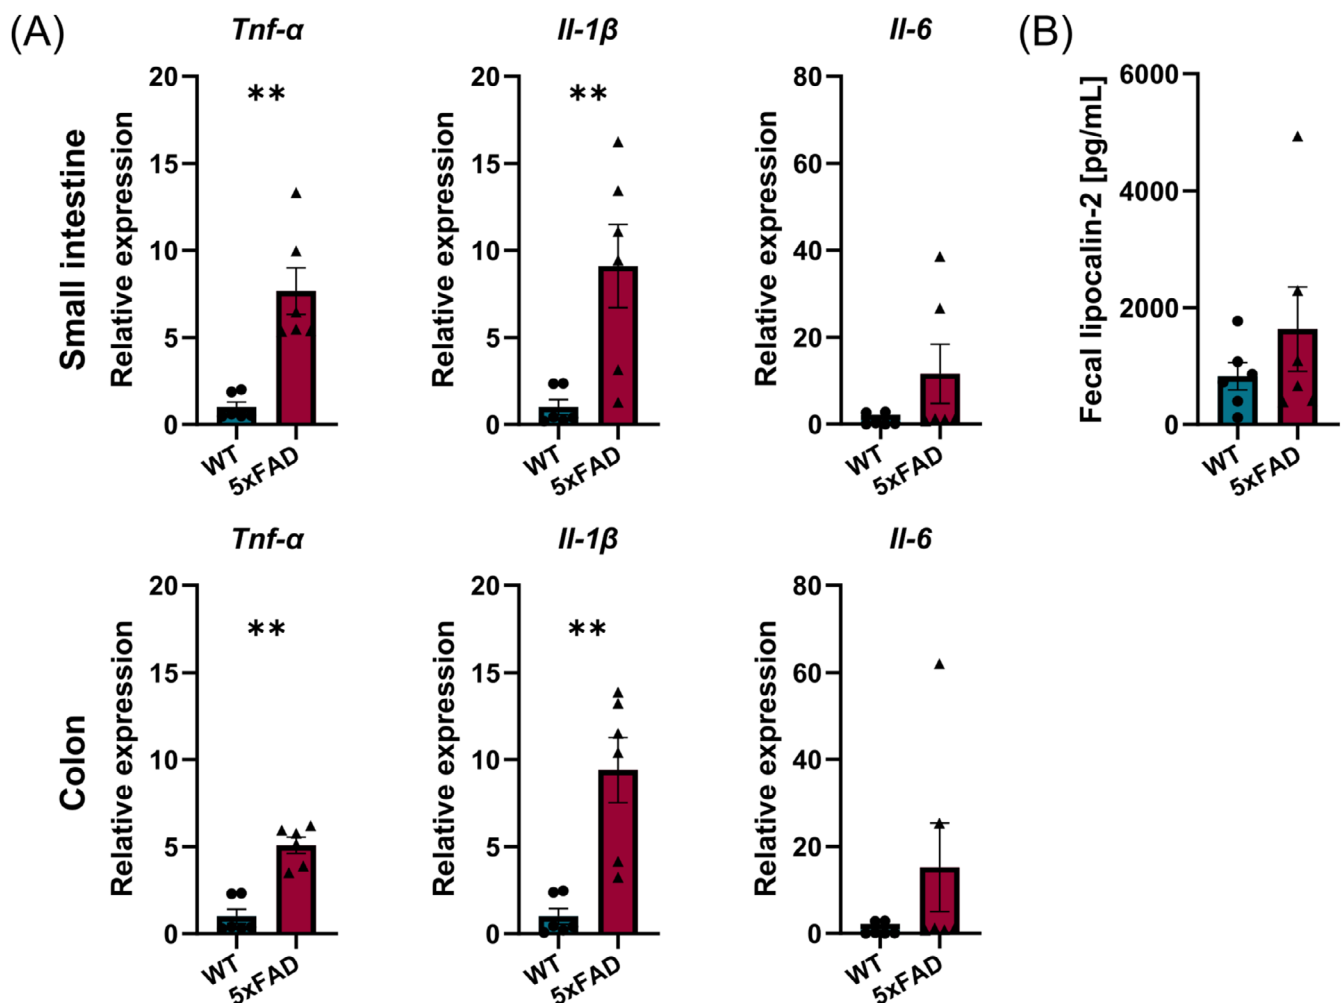 (A)
Tnf-α
Il-1β
Il-6
(B)
Small intestine
Relative expression
20
15
10
5
0
**
WT
5xFAD
Relative expression
20
15
10
5
0
**
WT
5xFAD
Relative expression
80
60
40
20
0
WT
5xFAD
Fecal lipocalin-2 [pg/mL]
6000
4000
2000
0
WT
5xFAD
Tnf-α
Il-1β
Il-6
Colon
Relative expression
20
15
10
5
0
**
WT
5xFAD
Relative expression
20
15
10
5
0
**
WT
5xFAD
Relative expression
80
60
40
20
0
WT
5xFAD